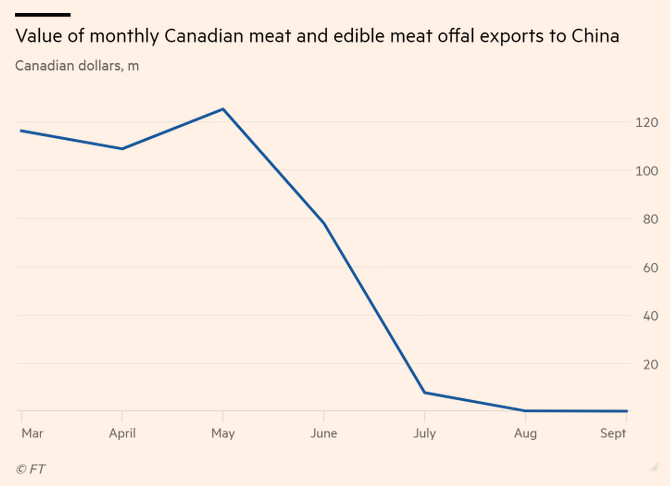 Value of monthly Canadian meat and edible meat offal exports to China
Canadian dollars, m
120
100
80
60
40
20
Mar April May June July Aug Sept
© FT